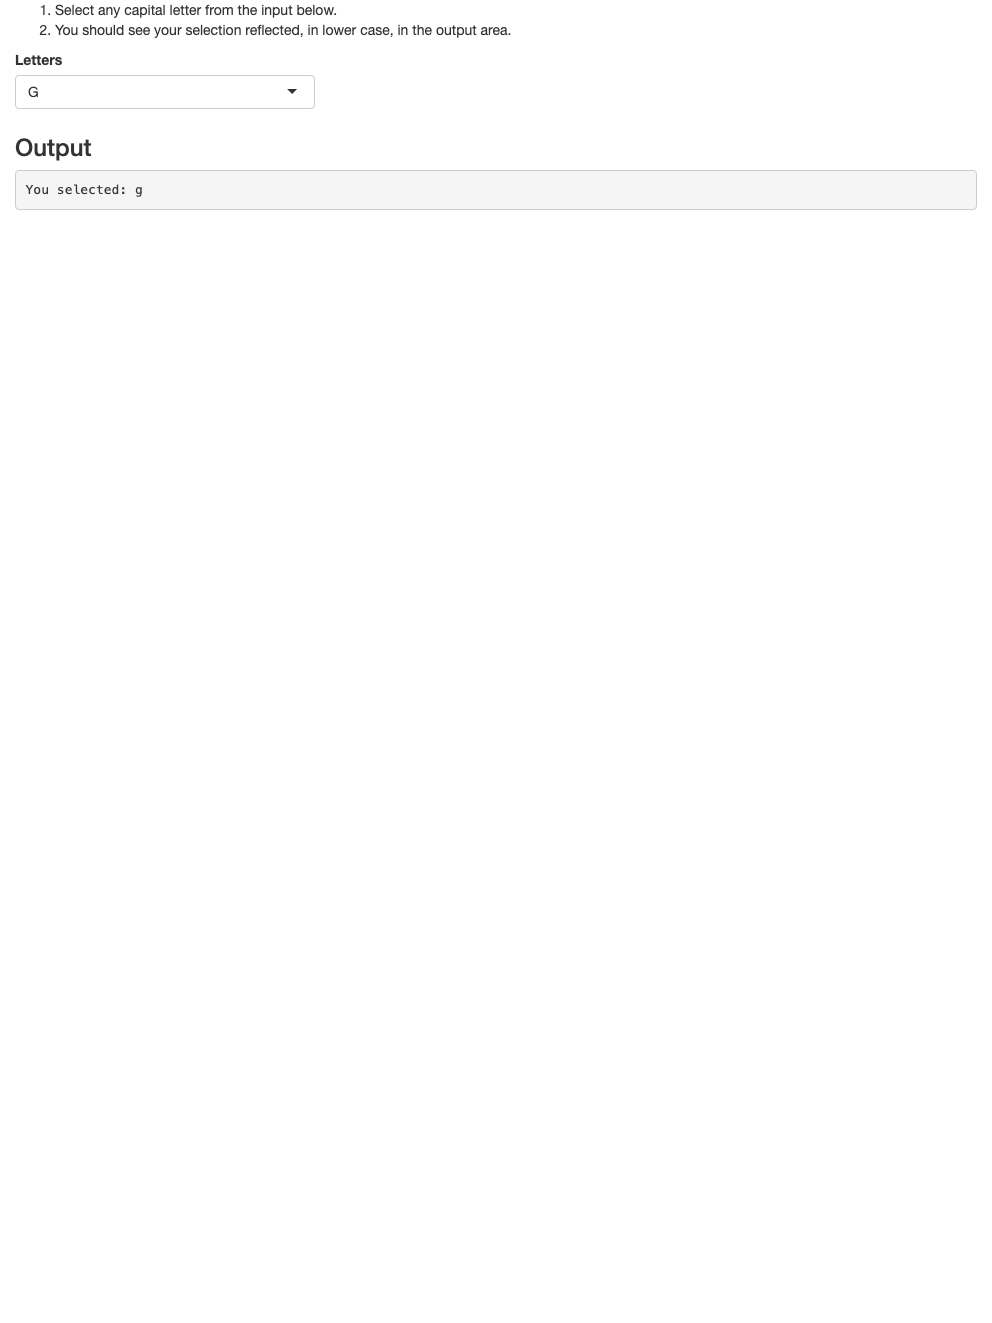 1. Select any capital letter from the input below.
2. You should see your selection reflected, in lower case, in the output area.
Letters
G
Output
You selected: g